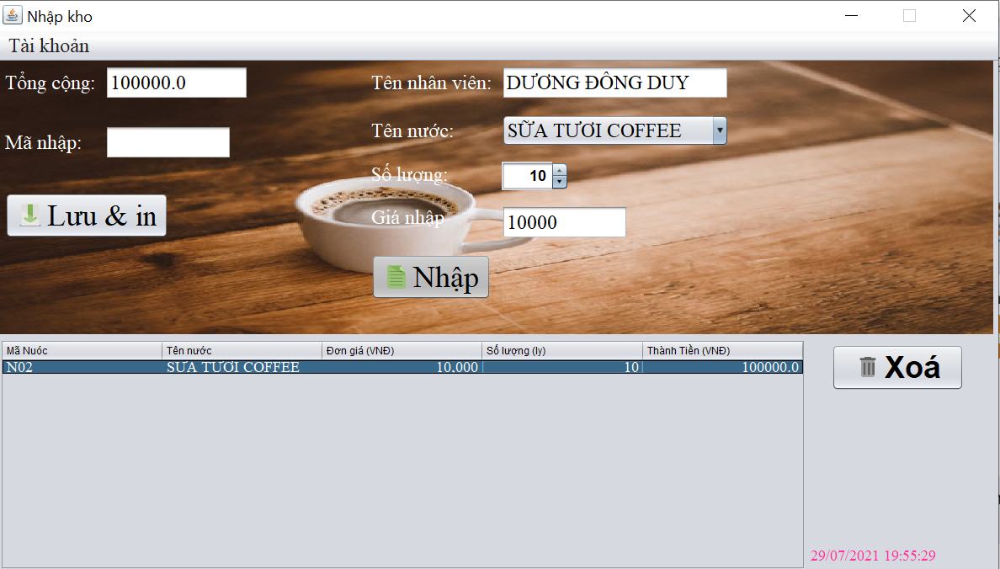 Nhập kho
Tài khoản
Tổng cộng: 100000.0
Tên nhân viên: DƯƠNG ĐÔNG DUY
Mã nhập:
Tên nước: SỮA TƯƠI COFFEE
Số lượng: 10
Giá nhập 10000
Lưu & in
Nhập
Mã Nuóc Tên nước Đơn giá (VNĐ) Số lượng (ly) Thành Tiền (VNĐ)
N02 SỮA TƯƠI COFFEE 10,000 10 100000.0
Xoá
29/07/2021 19:55:29